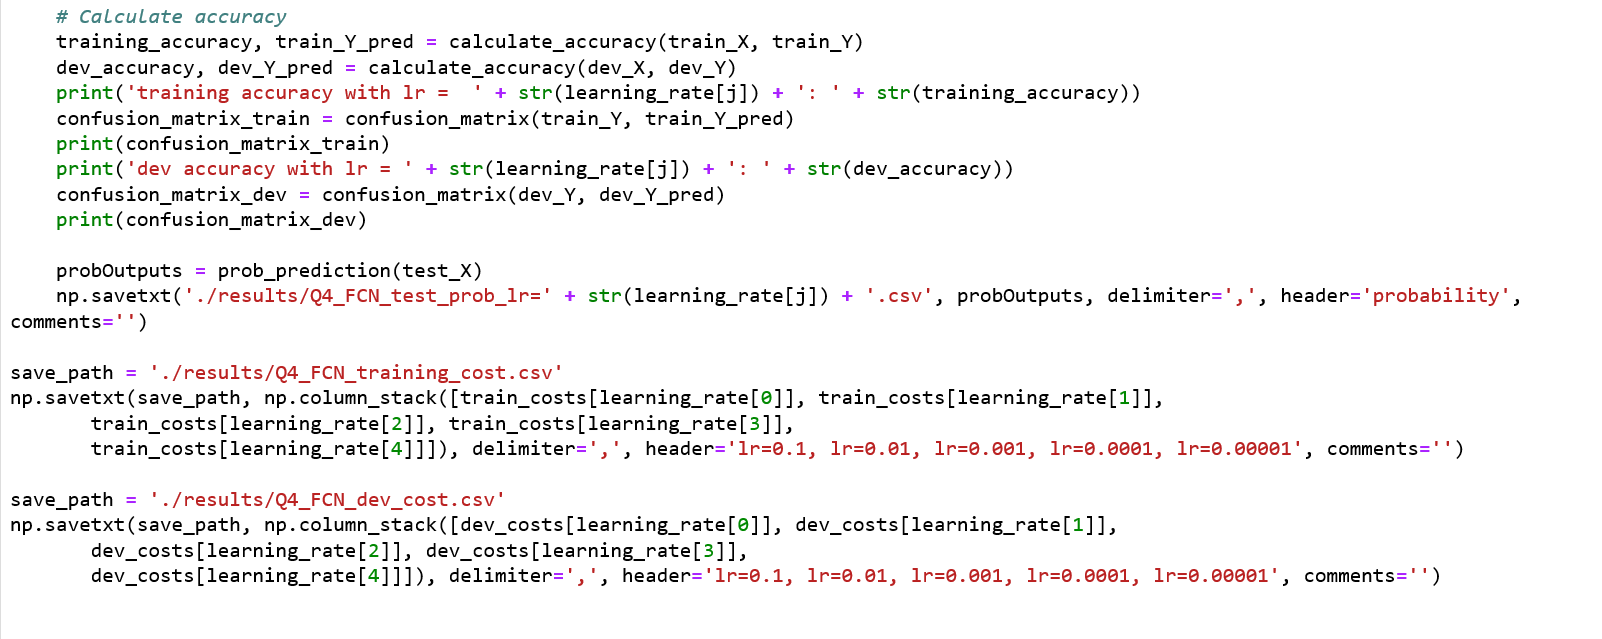 # Calculate accuracy
training_accuracy, train_Y_pred = calculate_accuracy(train_X, train_Y)
dev_accuracy, dev_Y_pred = calculate_accuracy(dev_X, dev_Y)
print('training accuracy with lr =  ' + str(learning_rate[j]) + ': ' + str(training_accuracy))
confusion_matrix_train = confusion_matrix(train_Y, train_Y_pred)
print(confusion_matrix_train)
print('dev accuracy with lr = ' + str(learning_rate[j]) + ': ' + str(dev_accuracy))
confusion_matrix_dev = confusion_matrix(dev_Y, dev_Y_pred)
print(confusion_matrix_dev)
probOutputs = prob_prediction(test_X)
np.savetxt('./results/Q4_FCN_test_prob_lr=' + str(learning_rate[j]) + '.csv', probOutputs, delimiter=',', header='probability',
comments='')
save_path = './results/Q4_FCN_training_cost.csv'
np.savetxt(save_path, np.column_stack([train_costs[learning_rate[0]], train_costs[learning_rate[1]],
train_costs[learning_rate[2]], train_costs[learning_rate[3]],
train_costs[learning_rate[4]]]), delimiter=',', header='lr=0.1, lr=0.01, lr=0.001, lr=0.0001, lr=0.00001', comments='')
save_path = './results/Q4_FCN_dev_cost.csv'
np.savetxt(save_path, np.column_stack([dev_costs[learning_rate[0]], dev_costs[learning_rate[1]],
dev_costs[learning_rate[2]], dev_costs[learning_rate[3]],
dev_costs[learning_rate[4]]]), delimiter=',', header='lr=0.1, lr=0.01, lr=0.001, lr=0.0001, lr=0.00001', comments='')